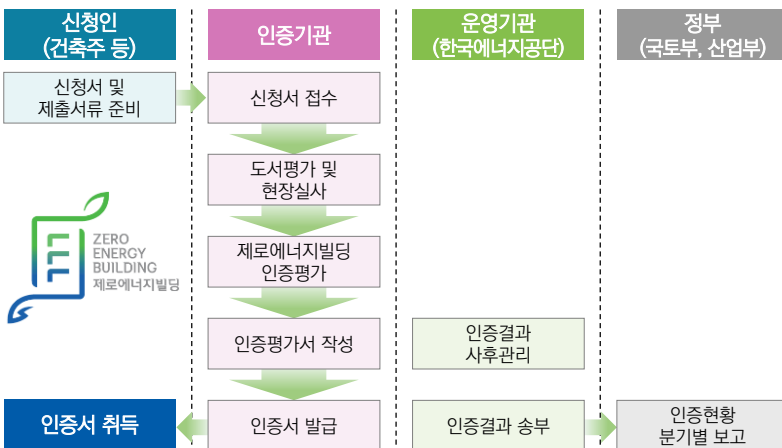 신청인
(건축주 등)
인증기관
운영기관
(한국에너지공단)
정부
(국토부, 산업부)
신청서 및
제출서류 준비
신청서 접수
도서평가 및
현장실사
ZERO
ENERGY
BUILDING
제로에너지빌딩
제로에너지빌딩
인증평가
인증평가서 작성
인증결과
사후관리
인증서 취득
인증서 발급
인증결과 송부
인증현황
분기별 보고